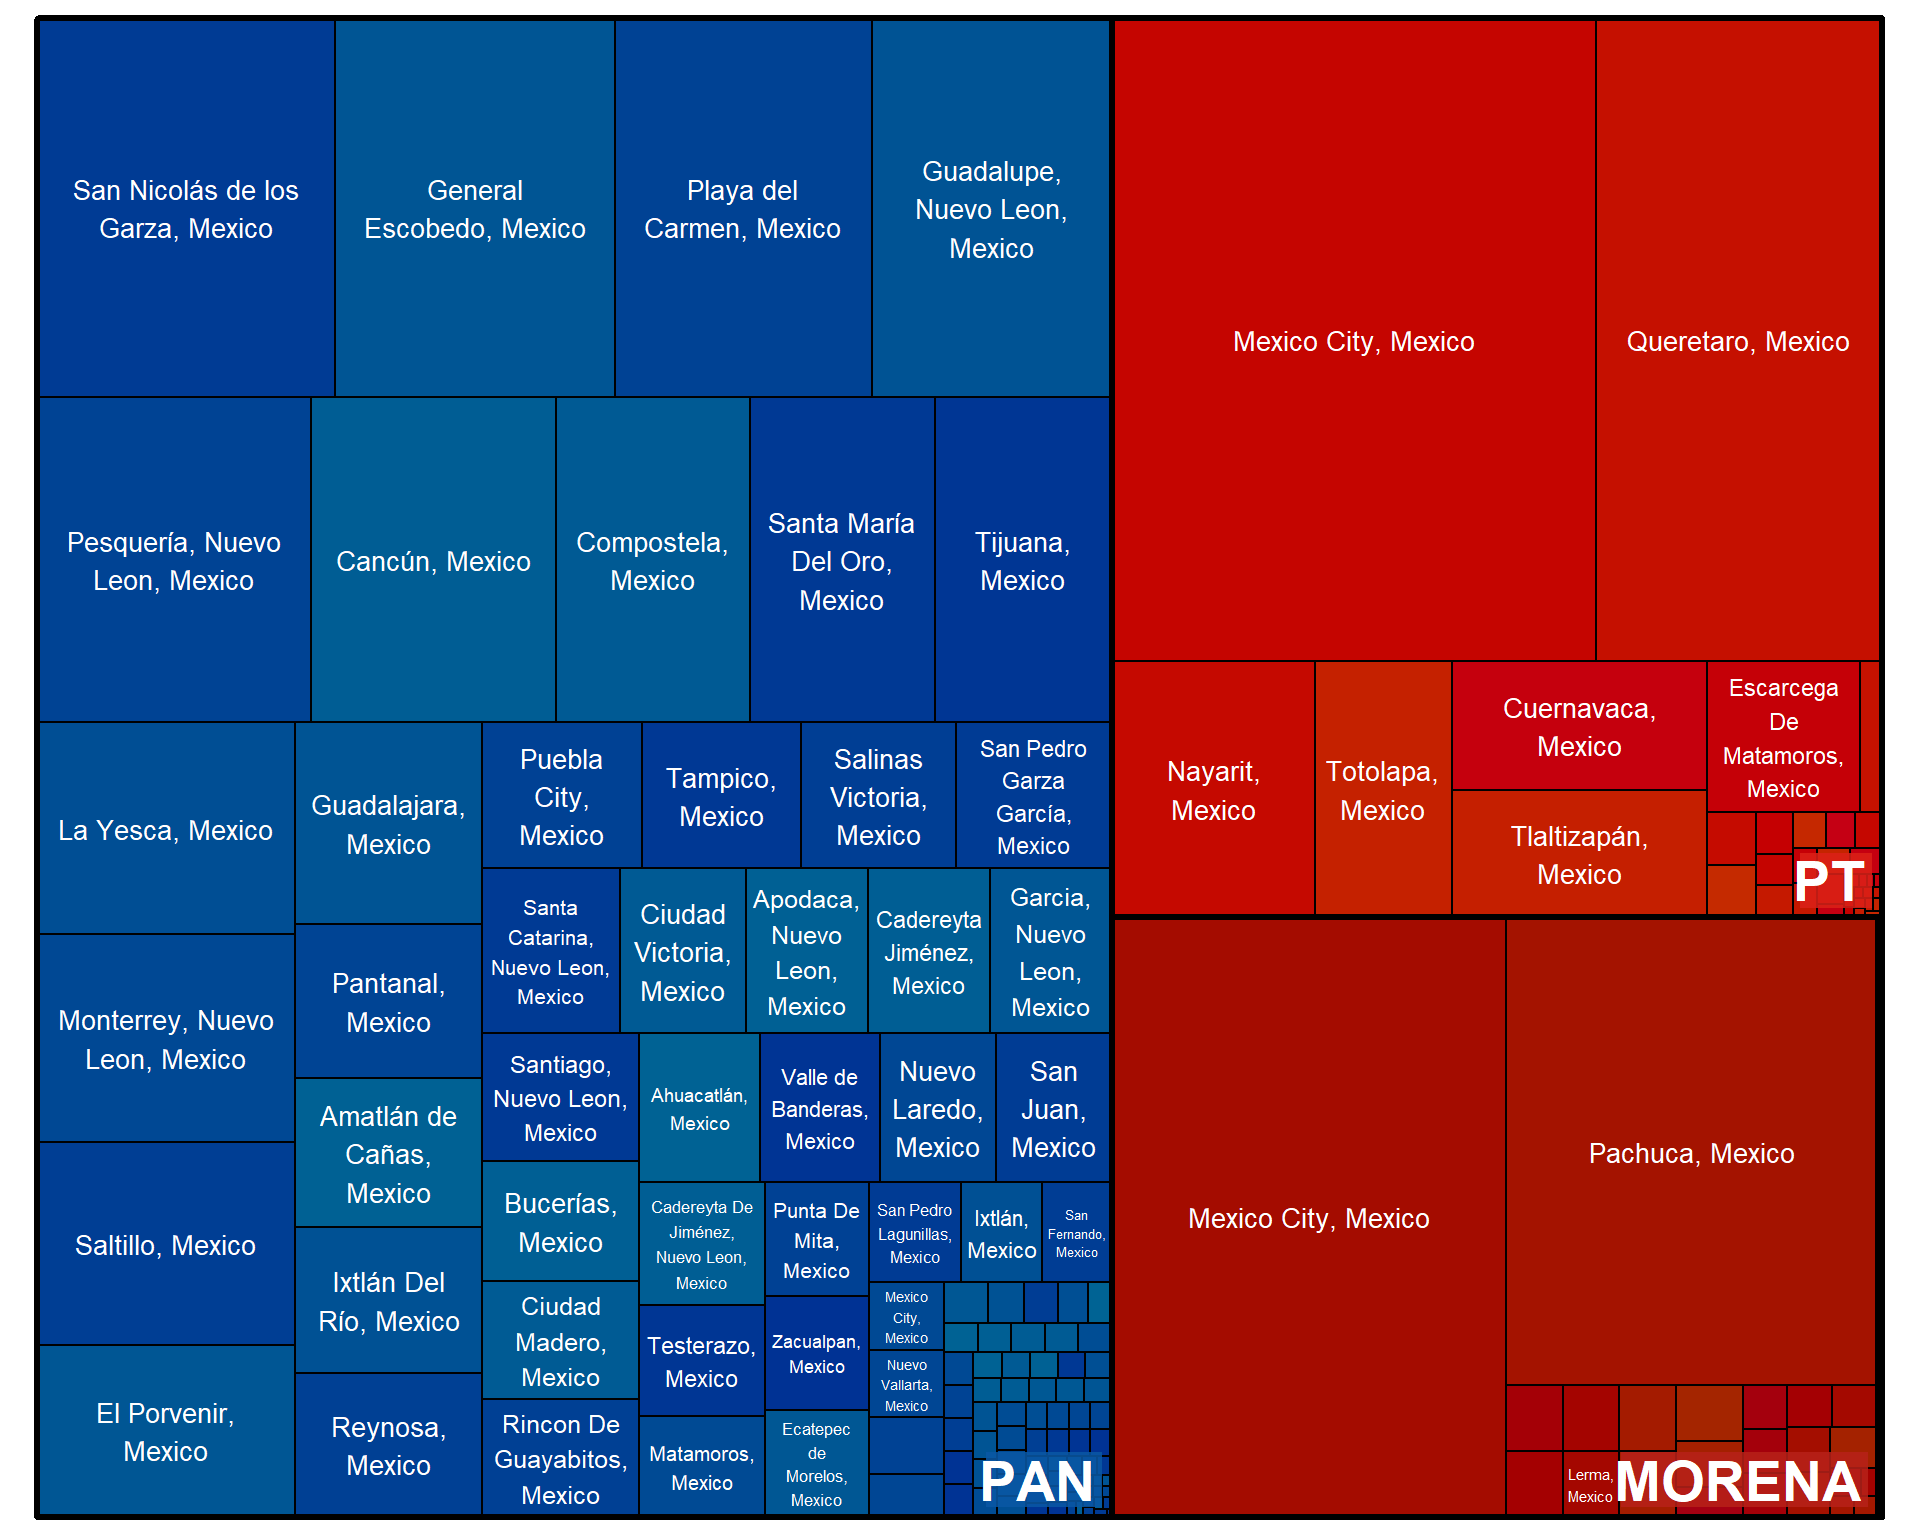 San Nicolás de los
Garza, Mexico
General
Escobedo, Mexico
Playa del
Carmen, Mexico
Guadalupe,
Nuevo Leon,
Mexico
Pesquería, Nuevo
Leon, Mexico
Cancún, Mexico
Compostela,
Mexico
Santa María
Del Oro,
Mexico
Tijuana,
Mexico
La Yesca, Mexico
Monterrey, Nuevo
Leon, Mexico
Saltillo, Mexico
El Porvenir,
Mexico
Guadalajara,
Mexico
Pantanal,
Mexico
Amatlán de
Cañas,
Mexico
Ixtlán Del
Río, Mexico
Reynosa,
Mexico
Puebla
City,
Mexico
Tampico,
Mexico
Salinas
Victoria,
Mexico
San Pedro
Garza
García,
Mexico
Santa
Catarina,
Nuevo Leon,
Mexico
Ciudad
Victoria,
Mexico
Apodaca,
Nuevo
Leon,
Mexico
Cadereyta
Jiménez,
Mexico
Garcia,
Nuevo
Leon,
Mexico
Santiago,
Nuevo Leon,
Mexico
Bucerías,
Mexico
Ciudad
Madero,
Mexico
Rincon De
Guayabitos,
Mexico
Ahuacatlán,
Mexico
Valle de
Banderas,
Mexico
Nuevo
Laredo,
Mexico
San
Juan,
Mexico
Cadereyta De
Jiménez,
Nuevo Leon,
Mexico
Testerazo,
Mexico
Matamoros,
Mexico
Punta De
Mita,
Mexico
Zacualpan,
Mexico
Ecatepec
de
Morelos,
Mexico
San Pedro
Lagunillas,
Mexico
Ixtlán,
Mexico
San
Fernando,
Mexico
Mexico
City,
Mexico
Nuevo
Vallarta,
Mexico
PAN
Mexico City, Mexico
Queretaro, Mexico
Nayarit,
Mexico
Totolapa,
Mexico
Cuernavaca,
Mexico
Tlaltizapán,
Mexico
Escarcega
De
Matamoros,
Mexico
PT
Mexico City, Mexico
Pachuca, Mexico
Lerma,
Mexico
MORENA